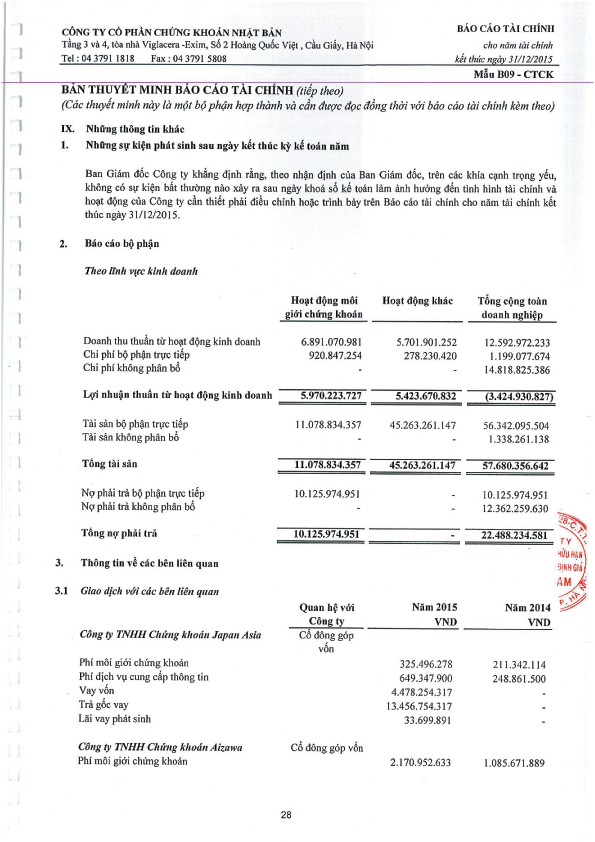 CÔNG TY CỔ PHẦN CHỨNG KHOÁN NHẬT BẢN
Tầng 3 và 4, tòa nhà Viglacera -Exim, Số 2 Hoàng Quốc Việt , Cầu Giấy, Hà Nội
Tel : 04 3791 1818 Fax : 04 3791 5808
BÁO CÁO TÀI CHÍNH
cho năm tài chính
kết thúc ngày 31/12/2015
Mẫu B09 - CTCK
BẢN THUYẾT MINH BÁO CÁO TÀI CHÍNH (tiếp theo)
(Các thuyết minh này là một bộ phận hợp thành và cần được đọc đồng thời với báo cáo tài chính kèm theo)
IX. Những thông tin khác
1. Những sự kiện phát sinh sau ngày kết thúc kỳ kế toán năm
Ban Giám đốc Công ty khẳng định rằng, theo nhận định của Ban Giám đốc, trên các khía cạnh trọng yếu,
không có sự kiện bất thường nào xảy ra sau ngày khoá sổ kế toán làm ảnh hưởng đến tình hình tài chính và
hoạt động của Công ty cần thiết phải điều chỉnh hoặc trình bày trên Báo cáo tài chính cho năm tài chính kết
thúc ngày 31/12/2015.
2. Báo cáo bộ phận
Theo lĩnh vực kinh doanh
Hoạt động môi Hoạt động khác Tổng cộng toàn
giới chứng khoán doanh nghiệp
Doanh thu thuần từ hoạt động kinh doanh 6.891.070.981 5.701.901.252 12.592.972.233
Chi phí bộ phận trực tiếp 920.847.254 278.230.420 1.199.077.674
Chi phí không phân bổ - - 14.818.825.386
Lợi nhuận thuần từ hoạt động kinh doanh 5.970.223.727 5.423.670.832 (3.424.930.827)
Tài sản bộ phận trực tiếp 11.078.834.357 45.263.261.147 56.342.095.504
Tài sản không phân bổ - - 1.338.261.138
Tổng tài sản 11.078.834.357 45.263.261.147 57.680.356.642
Nợ phải trả bộ phận trực tiếp 10.125.974.951 - 10.125.974.951
Nợ phải trả không phân bổ - - 12.362.259.630
Tổng nợ phải trả 10.125.974.951 - 22.488.234.581
3. Thông tin về các bên liên quan
3.1 Giao dịch với các bên liên quan
Quan hệ với Năm 2015 Năm 2014
Công ty VND VND
Công ty TNHH Chứng khoán Japan Asia Cổ đông góp
vốn
Phí môi giới chứng khoán 325.496.278 211.342.114
Phí dịch vụ cung cấp thông tin 649.347.900 248.861.500
Vay vốn 4.478.254.317 -
Trả gốc vay 13.456.754.317 -
Lãi vay phát sinh 33.699.891 -
Công ty TNHH Chứng khoán Aizawa Cổ đông góp vốn
Phí môi giới chứng khoán 2.170.952.633 1.085.671.889
TY
HỮU HẠN
ĐỊNH GIÁ
AM
28